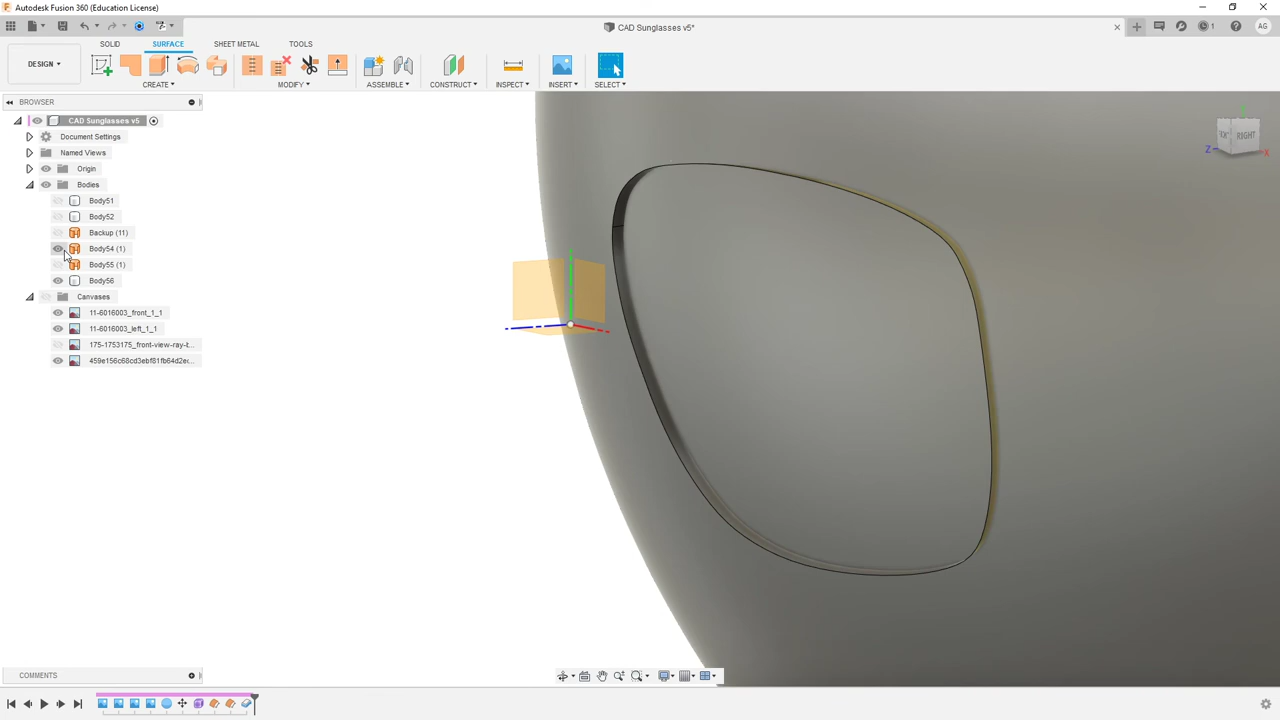 Autodesk Fusion 360 (Education License)
CAD Sunglasses v5*
1
AG
DESIGN
SOLID
SURFACE
SHEET METAL
TOOLS
CREATE
MODIFY
ASSEMBLE
CONSTRUCT
INSPECT
INSERT
SELECT
BROWSER
CAD Sunglasses v5
Document Settings
Named Views
Origin
Bodies
Body51
Body52
Backup (11)
Body54 (1)
Body55 (1)
Body56
Canvases
11-6016003_front_1_1
11-6016003_left_1_1
175-1753175_front-view-ray-t...
RIGHT
Z
X
COMMENTS